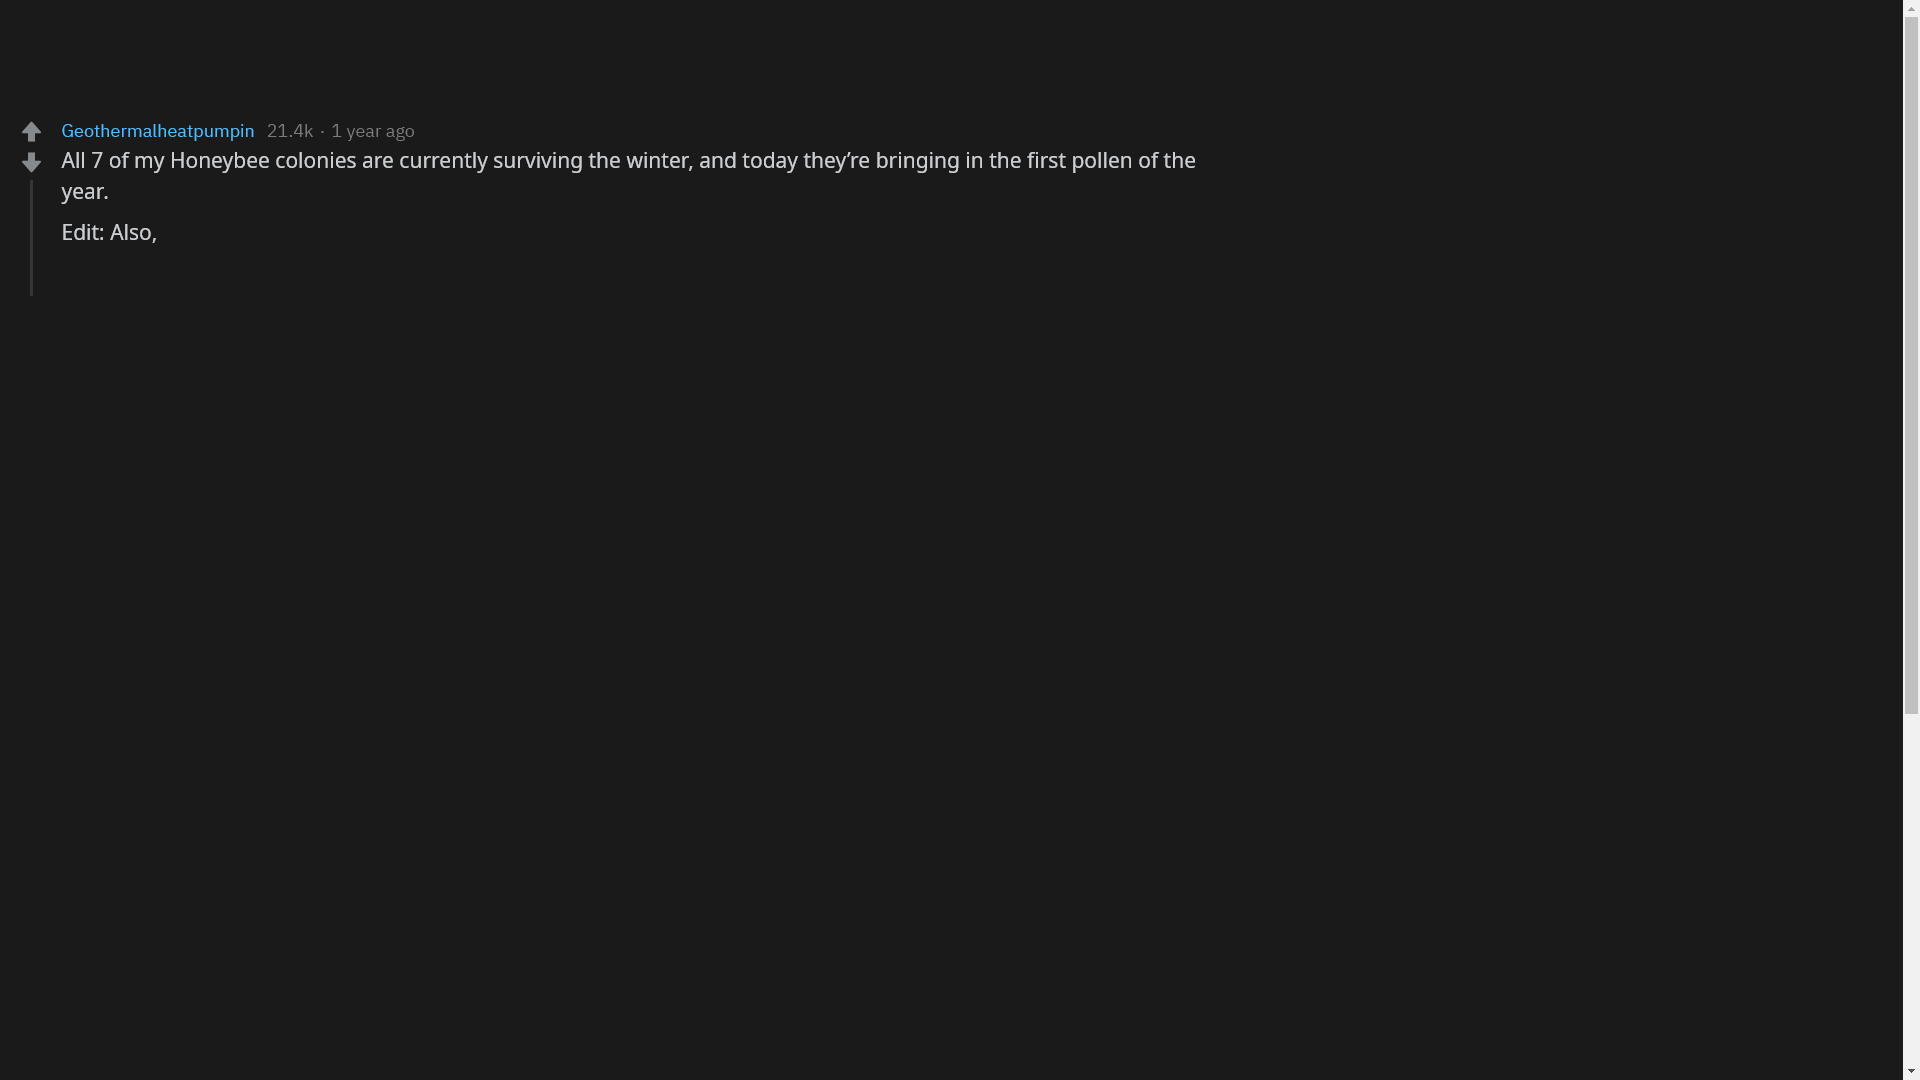 Geothermalheatpumpin 21.4k · 1 year ago
All 7 of my Honeybee colonies are currently surviving the winter, and today they’re bringing in the first pollen of the
year.
Edit: Also,